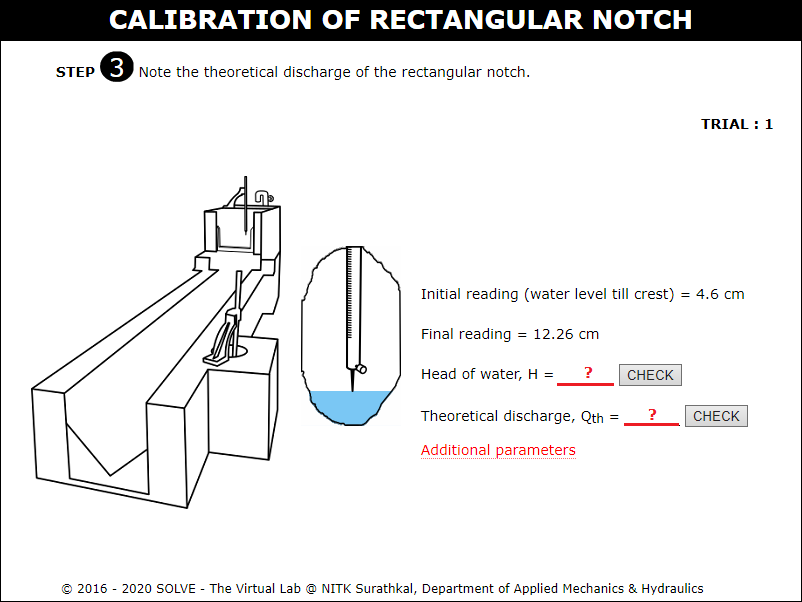 CALIBRATION OF RECTANGULAR NOTCH
STEP 3 Note the theoretical discharge of the rectangular notch.
TRIAL : 1
Initial reading (water level till crest) = 4.6 cm
Final reading = 12.26 cm
Head of water, H = ? CHECK
Theoretical discharge, Qth = ? CHECK
Additional parameters
© 2016 - 2020 SOLVE - The Virtual Lab @ NITK Surathkal, Department of Applied Mechanics & Hydraulics